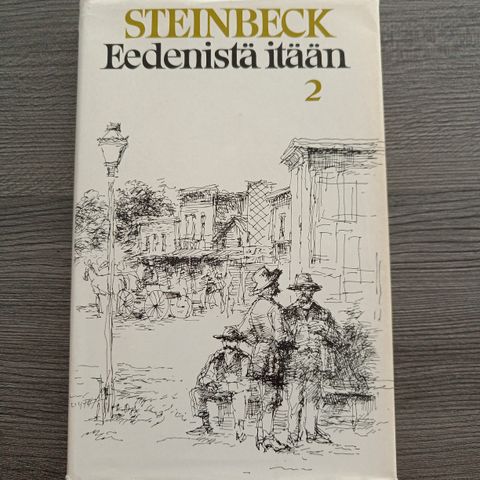 STEINBECK
Eedenistä itään
2